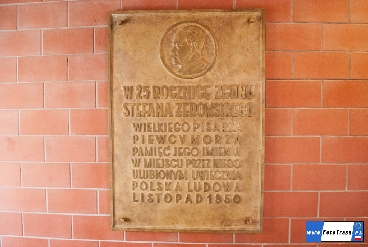 W 25 ROCZNICĘ ZGONU
STEFANA ŻEROMSKIEGO
WIELKIEGO PISARZA
PIEWCY MORZA
PAMIĘĆ JEGO IMIENIA
W MIEJSCU PRZEZ NIEGO
ULUBIONYM UWIECZNIA
POLSKA LUDOWA
LISTOPAD 1950